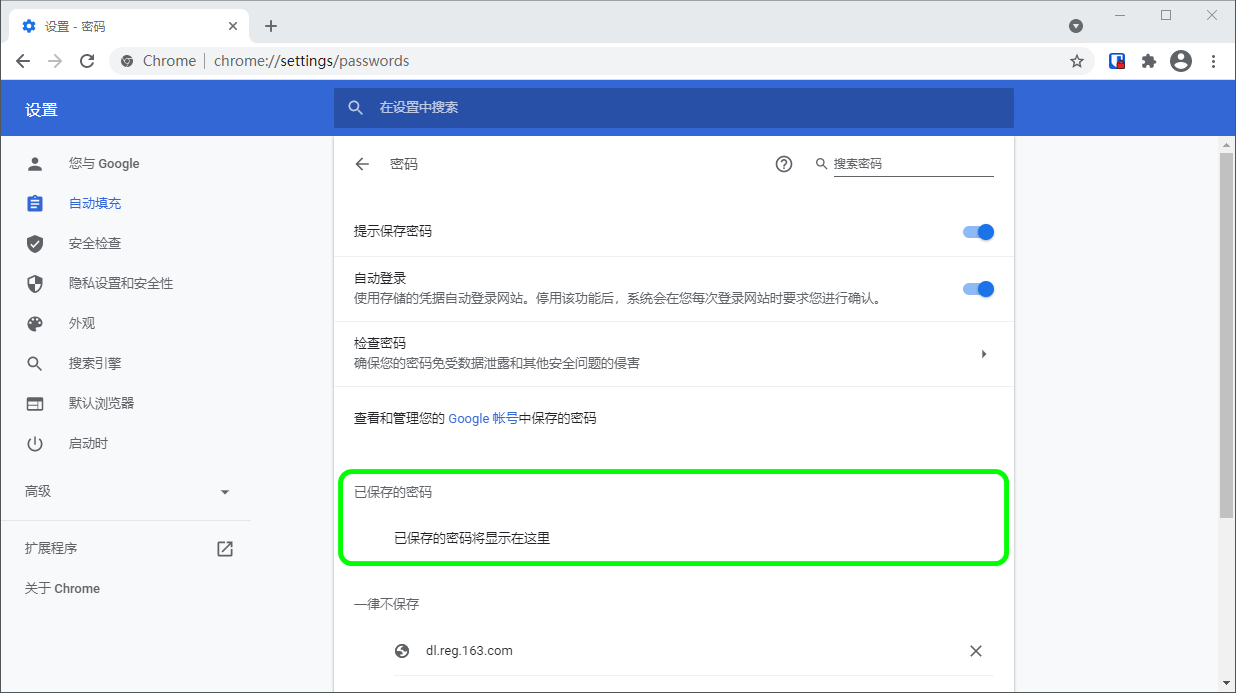 设置 - 密码
Chrome
chrome://settings/passwords
设置
在设置中搜索
您与 Google
自动填充
安全检查
隐私设置和安全性
外观
搜索引擎
默认浏览器
启动时
高级
扩展程序
关于 Chrome
密码
搜索密码
提示保存密码
自动登录
使用存储的凭据自动登录网站。停用该功能后，系统会在您每次登录网站时要求您进行确认。
检查密码
确保您的密码免受数据泄露和其他安全问题的侵害
查看和管理您的 Google 帐号中保存的密码
已保存的密码
已保存的密码将显示在这里
一律不保存
dl.reg.163.com